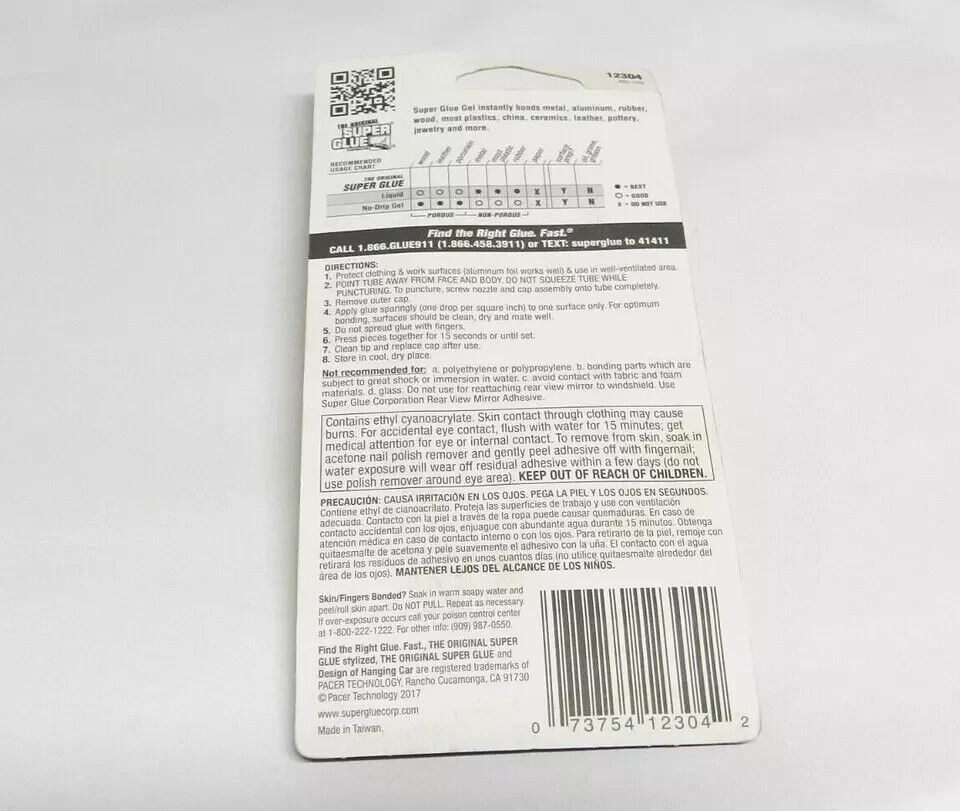 12304
THE ORIGINAL
SUPER
GLUE
Super Glue Gel instantly bonds metal, aluminum, rubber,
wood, most plastics, china, ceramics, leather, pottery,
jewelry and more.
RECOMMENDED
USAGE CHART
wood leather porcelain metal most plastic rubber paper surface prep? oil, grime, grease
THE ORIGINAL
SUPER GLUE
Liquid ○ ○ ○ ● ● ● X Y N
No-Drip Gel ● ● ● ○ ○ ○ X Y N
POROUS NON-POROUS
● = BEST
○ = GOOD
X = DO NOT USE
Find the Right Glue. Fast.®
CALL 1.866.GLUE911 (1.866.458.3911) or TEXT: superglue to 41411
DIRECTIONS:
1. Protect clothing & work surfaces (aluminum foil works well) & use in well-ventilated area.
2. POINT TUBE AWAY FROM FACE AND BODY. DO NOT SQUEEZE TUBE WHILE
PUNCTURING. To puncture, screw nozzle and cap assembly onto tube completely.
3. Remove outer cap.
4. Apply glue sparingly (one drop per square inch) to one surface only. For optimum
bonding, surfaces should be clean, dry and mate well.
5. Do not spread glue with fingers.
6. Press pieces together for 15 seconds or until set.
7. Clean tip and replace cap after use.
8. Store in cool, dry place.
Not recommended for: a. polyethylene or polypropylene. b. bonding parts which are
subject to great shock or immersion in water. c. avoid contact with fabric and foam
materials. d. glass. Do not use for reattaching rear view mirror to windshield. Use
Super Glue Corporation Rear View Mirror Adhesive.
Contains ethyl cyanoacrylate. Skin contact through clothing may cause
burns. For accidental eye contact, flush with water for 15 minutes; get
medical attention for eye or internal contact. To remove from skin, soak in
acetone nail polish remover and gently peel adhesive off with fingernail;
water exposure will wear off residual adhesive within a few days (do not
use polish remover around eye area). KEEP OUT OF REACH OF CHILDREN.
PRECAUCIÓN: CAUSA IRRITACIÓN EN LOS OJOS. PEGA LA PIEL Y LOS OJOS EN SEGUNDOS.
Contiene ethyl de cianoacrilato. Proteja las superficies de trabajo y use con ventilación
adecuada. Contacto con la piel a través de la ropa puede causar quemaduras. En caso de
contacto accidental con los ojos, enjuague con abundante agua durante 15 minutos. Obtenga
atención médica en caso de contacto interno o con los ojos. Para retirarlo de la piel, remoje con
quitaesmalte de acetona y pele suavemente el adhesivo con la uña. El contacto con el agua
retirará los residuos de adhesivo en unos cuantos días (no utilice quitaesmalte alrededor del
área de los ojos). MANTENER LEJOS DEL ALCANCE DE LOS NIÑOS.
Skin/Fingers Bonded? Soak in warm soapy water and
peel/roll skin apart. Do NOT PULL. Repeat as necessary.
If over-exposure occurs call your poison control center
at 1-800-222-1222. For other info: (909) 987-0550.
Find the Right Glue. Fast., THE ORIGINAL SUPER
GLUE stylized, THE ORIGINAL SUPER GLUE and
Design of Hanging Car are registered trademarks of
PACER TECHNOLOGY, Rancho Cucamonga, CA 91730
© Pacer Technology 2017
www.supergluecorp.com
Made in Taiwan.
0 73754 12304 2